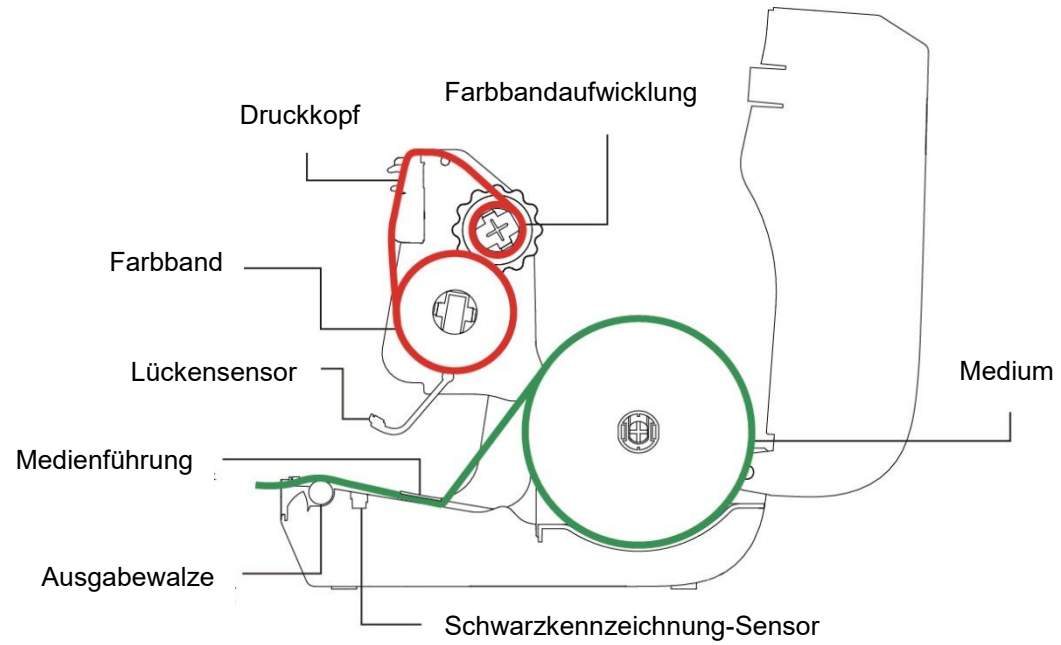 Farbbandaufwicklung
Druckkopf
Farbband
Lückensensor
Medium
Medienführung
Ausgabewalze
Schwarzkennzeichnung-Sensor